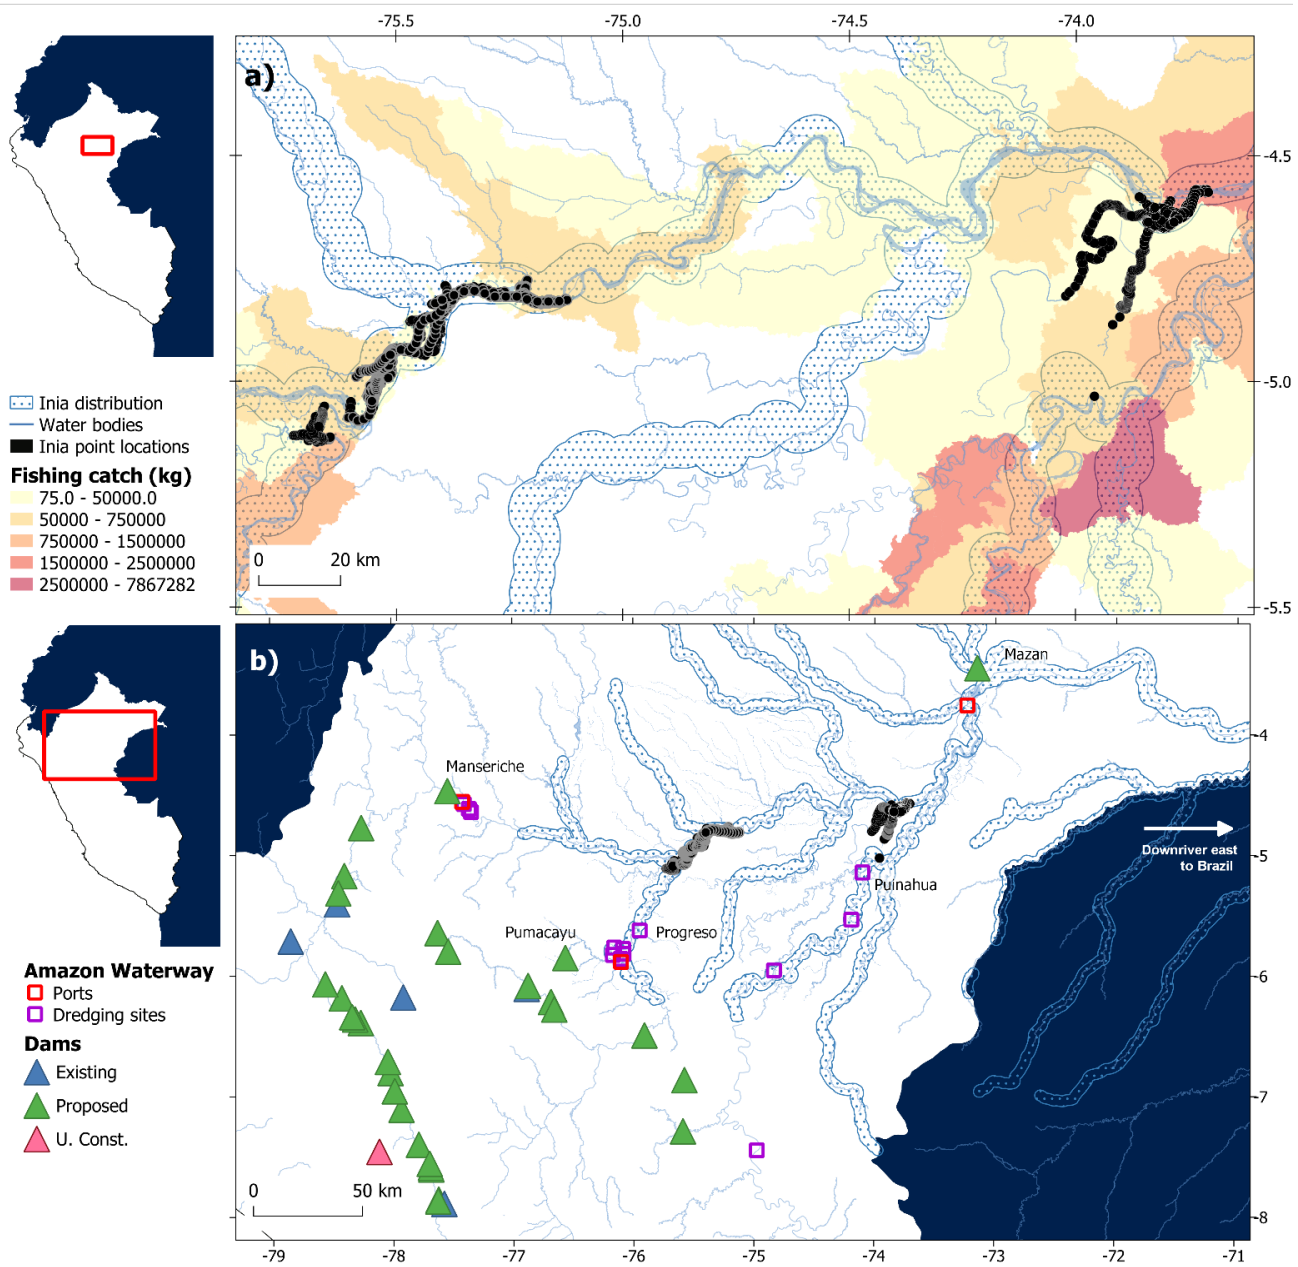 -75.5 -75.0 -74.5 -74.0
a)
-4.5
-5.0
-5.5
Inia distribution
Water bodies
Inia point locations
Fishing catch (kg)
75.0 - 50000.0
50000 - 750000
750000 - 1500000
1500000 - 2500000
2500000 - 7867282
0 20 km
b)
Mazan
Manseriche
-4
Downriver east
to Brazil
-5
Puinahua
Pumacayu
Progreso
-6
-7
-8
Amazon Waterway
Ports
Dredging sites
Dams
Existing
Proposed
U. Const.
0 50 km
-79 -78 -77 -76 -75 -74 -73 -72 -71